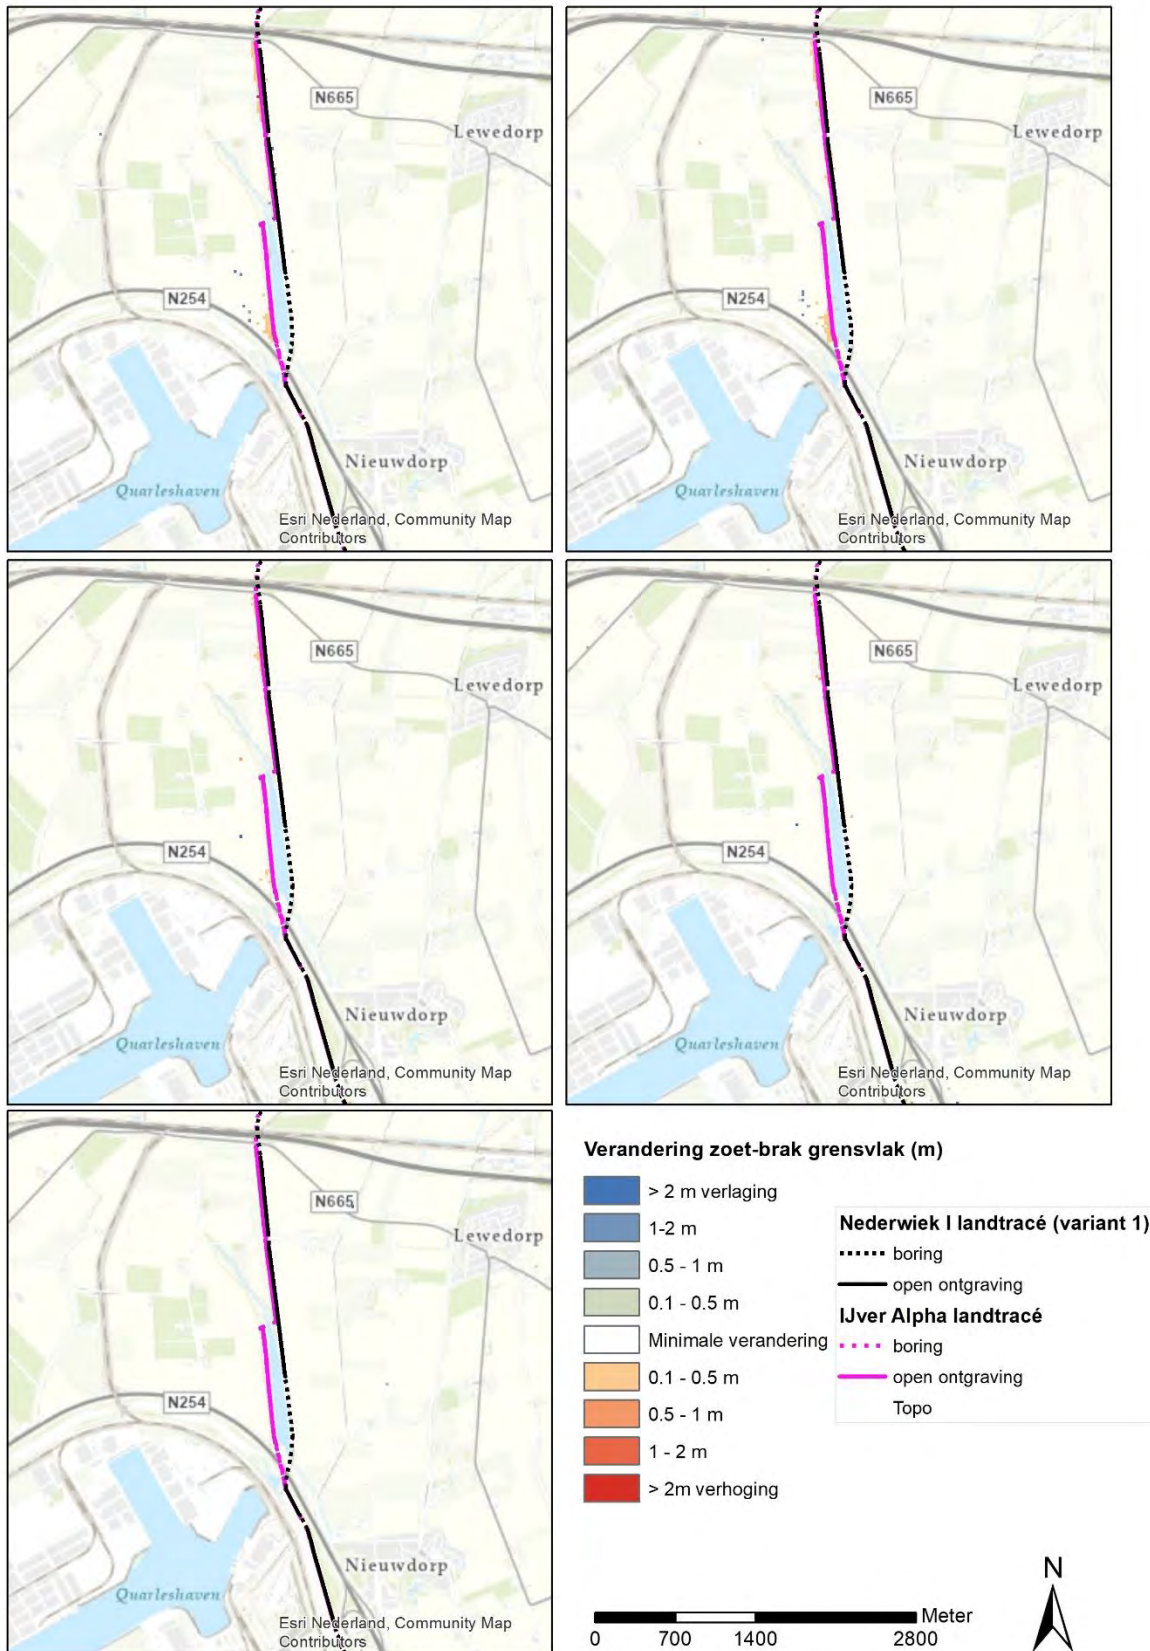 N665
Lewedorp
N254
Nieuwdorp
Quarleshaven
Esri Nederland, Community Map
Contributors
N665
Lewedorp
N254
Nieuwdorp
Quarleshaven
Esri Nederland, Community Map
Contributors
N665
Lewedorp
N254
Nieuwdorp
Quarleshaven
Esri Nederland, Community Map
Contributors
N665
Lewedorp
N254
Nieuwdorp
Quarleshaven
Esri Nederland, Community Map
Contributors
N665
Lewedorp
N254
Nieuwdorp
Quarleshaven
Esri Nederland, Community Map
Contributors
Verandering zoet-brak grensvlak (m)
> 2 m verlaging
1-2 m
0.5 - 1 m
0.1 - 0.5 m
Minimale verandering
0.1 - 0.5 m
0.5 - 1 m
1 - 2 m
> 2m verhoging
Nederwiek I landtracé (variant 1)
boring
open ontgraving
IJver Alpha landtracé
boring
open ontgraving
Topo
N
Meter
0 700 1400 2800